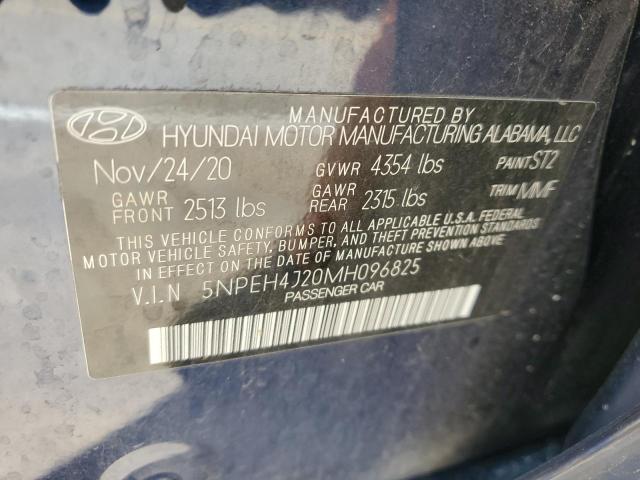 MANUFACTURED BY
HYUNDAI MOTOR MANUFACTURING ALABAMA, LLC
Nov/24/20 GVWR 4354 lbs PAINT ST2
GAWR FRONT 2513 lbs GAWR REAR 2315 lbs TRIM MMF
THIS VEHICLE CONFORMS TO ALL APPLICABLE U.S.A. FEDERAL
MOTOR VEHICLE SAFETY, BUMPER, AND THEFT PREVENTION STANDARDS
IN EFFECT ON THE DATE OF MANUFACTURE SHOWN ABOVE
V.I.N 5NPEH4J20MH096825
PASSENGER CAR